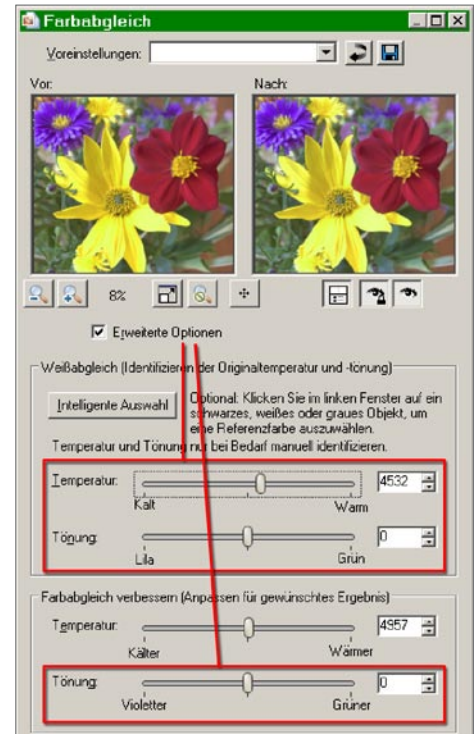 Farbabgleich
Voreinstellungen:
Vor: Nach:
8%
Erweiterte Optionen
Weißabgleich (Identifizieren der Originaltemperatur und -tönung)
Intelligente Auswahl
Optional: Klicken Sie im linken Fenster auf ein
schwarzes, weißes oder graues Objekt, um
eine Referenzfarbe auszuwählen.
Temperatur und Tönung nur bei Bedarf manuell identifizieren.
Temperatur: 4532
Kalt Warm
Tönung: 0
Lila Grün
Farbabgleich verbessern (Anpassen für gewünschtes Ergebnis)
Temperatur: 4957
Kälter Wärmer
Tönung: 0
Violetter Grüner